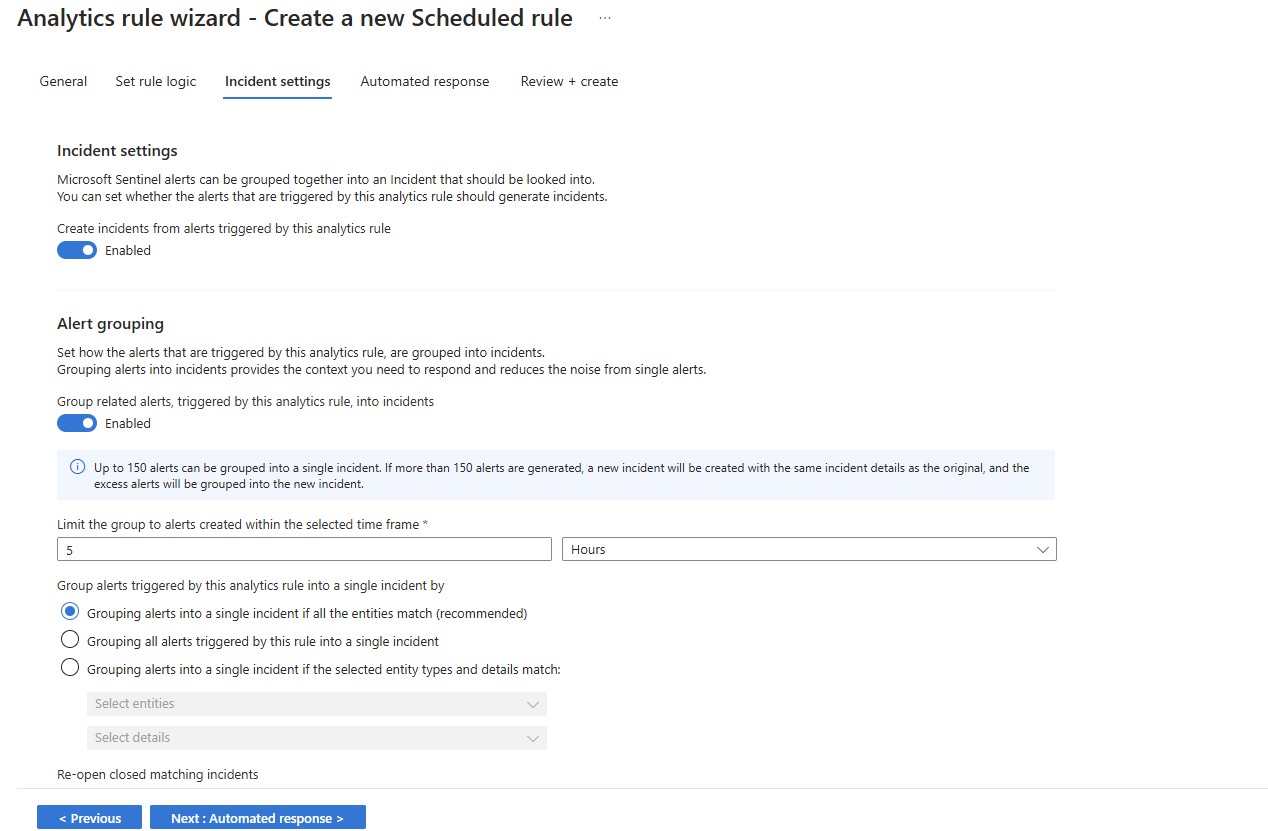 Analytics rule wizard - Create a new Scheduled rule ...
General Set rule logic Incident settings Automated response Review + create
Incident settings
Microsoft Sentinel alerts can be grouped together into an Incident that should be looked into.
You can set whether the alerts that are triggered by this analytics rule should generate incidents.
Create incidents from alerts triggered by this analytics rule
Enabled
Alert grouping
Set how the alerts that are triggered by this analytics rule, are grouped into incidents.
Grouping alerts into incidents provides the context you need to respond and reduces the noise from single alerts.
Group related alerts, triggered by this analytics rule, into incidents
Enabled
Up to 150 alerts can be grouped into a single incident. If more than 150 alerts are generated, a new incident will be created with the same incident details as the original, and the
excess alerts will be grouped into the new incident.
Limit the group to alerts created within the selected time frame *
5 Hours
Group alerts triggered by this analytics rule into a single incident by
Grouping alerts into a single incident if all the entities match (recommended)
Grouping all alerts triggered by this rule into a single incident
Grouping alerts into a single incident if the selected entity types and details match:
Select entities
Select details
Re-open closed matching incidents
< Previous Next : Automated response >